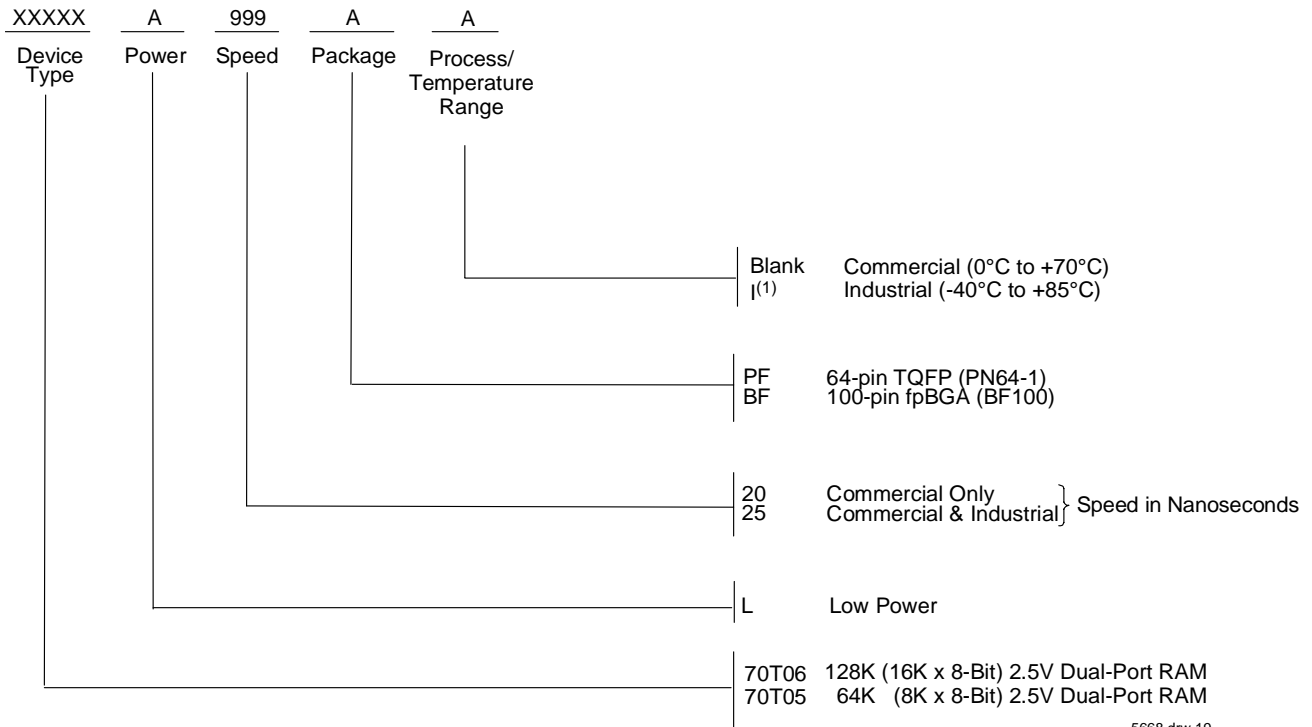 XXXXX A 999 A A
Device Type Power Speed Package Process/ Temperature Range
Blank Commercial (0°C to +70°C)
I(1) Industrial (-40°C to +85°C)
PF 64-pin TQFP (PN64-1)
BF 100-pin fpBGA (BF100)
20 Commercial Only
25 Commercial & Industrial
Speed in Nanoseconds
L Low Power
70T06 128K (16K x 8-Bit) 2.5V Dual-Port RAM
70T05 64K (8K x 8-Bit) 2.5V Dual-Port RAM